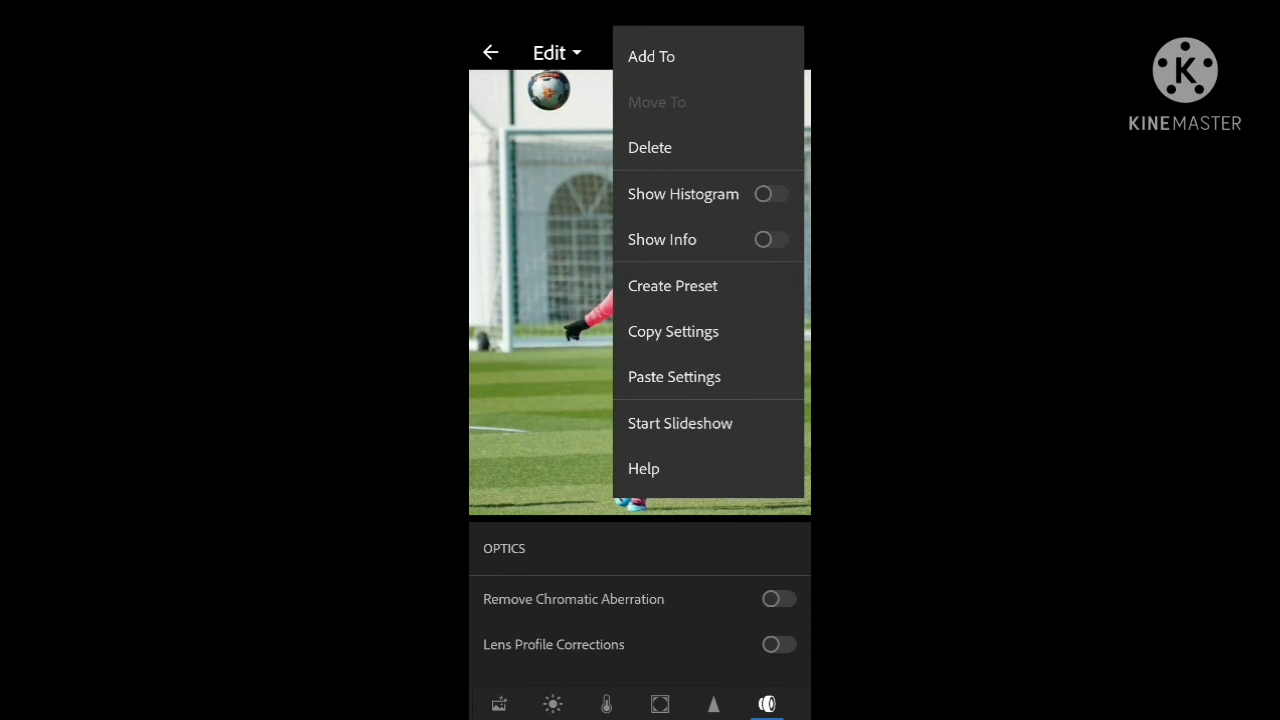 Edit
Add To
Move To
Delete
Show Histogram
Show Info
Create Preset
Copy Settings
Paste Settings
Start Slideshow
Help
OPTICS
Remove Chromatic Aberration
Lens Profile Corrections
K
KINEMASTER